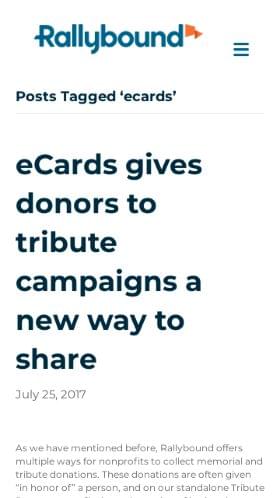 Rallybound
Posts Tagged ‘ecards’
eCards gives
donors to
tribute
campaigns a
new way to
share
July 25, 2017
As we have mentioned before, Rallybound offers
multiple ways for nonprofits to collect memorial and
tribute donations. These donations are often given
“in honor of” a person, and on our standalone Tribute